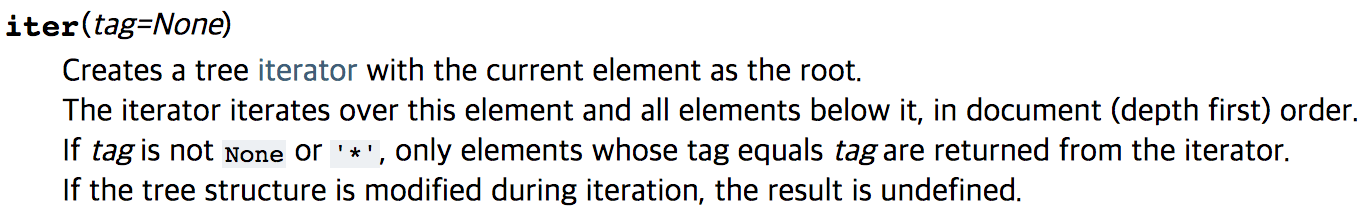 iter(tag=None)
Creates a tree iterator with the current element as the root.
The iterator iterates over this element and all elements below it, in document (depth first) order.
If tag is not None or '*', only elements whose tag equals tag are returned from the iterator.
If the tree structure is modified during iteration, the result is undefined.